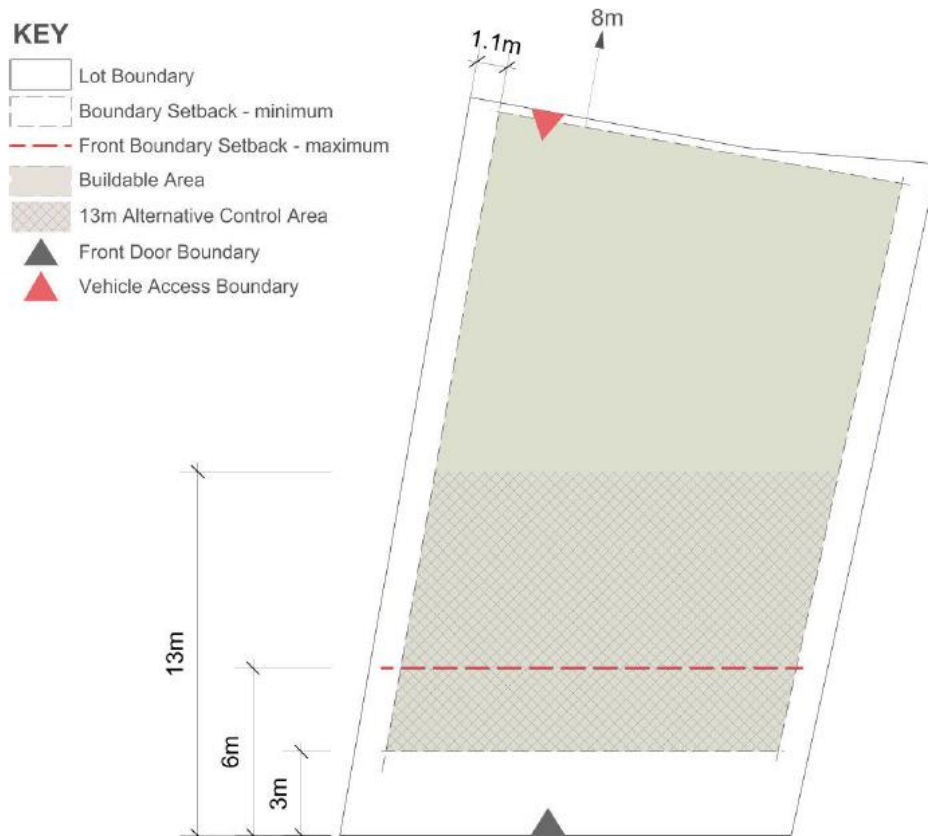 KEY
Lot Boundary
Boundary Setback - minimum
Front Boundary Setback - maximum
Buildable Area
13m Alternative Control Area
Front Door Boundary
Vehicle Access Boundary
1.1m
8m
13m
6m
3m